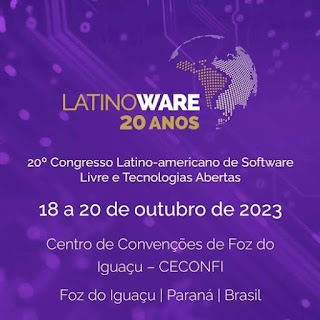 LATINOWARE
20 ANOS
20º Congresso Latino-americano de Software
Livre e Tecnologias Abertas
18 a 20 de outubro de 2023
Centro de Convenções de Foz do
Iguaçu – CECONFI
Foz do Iguaçu | Paraná | Brasil